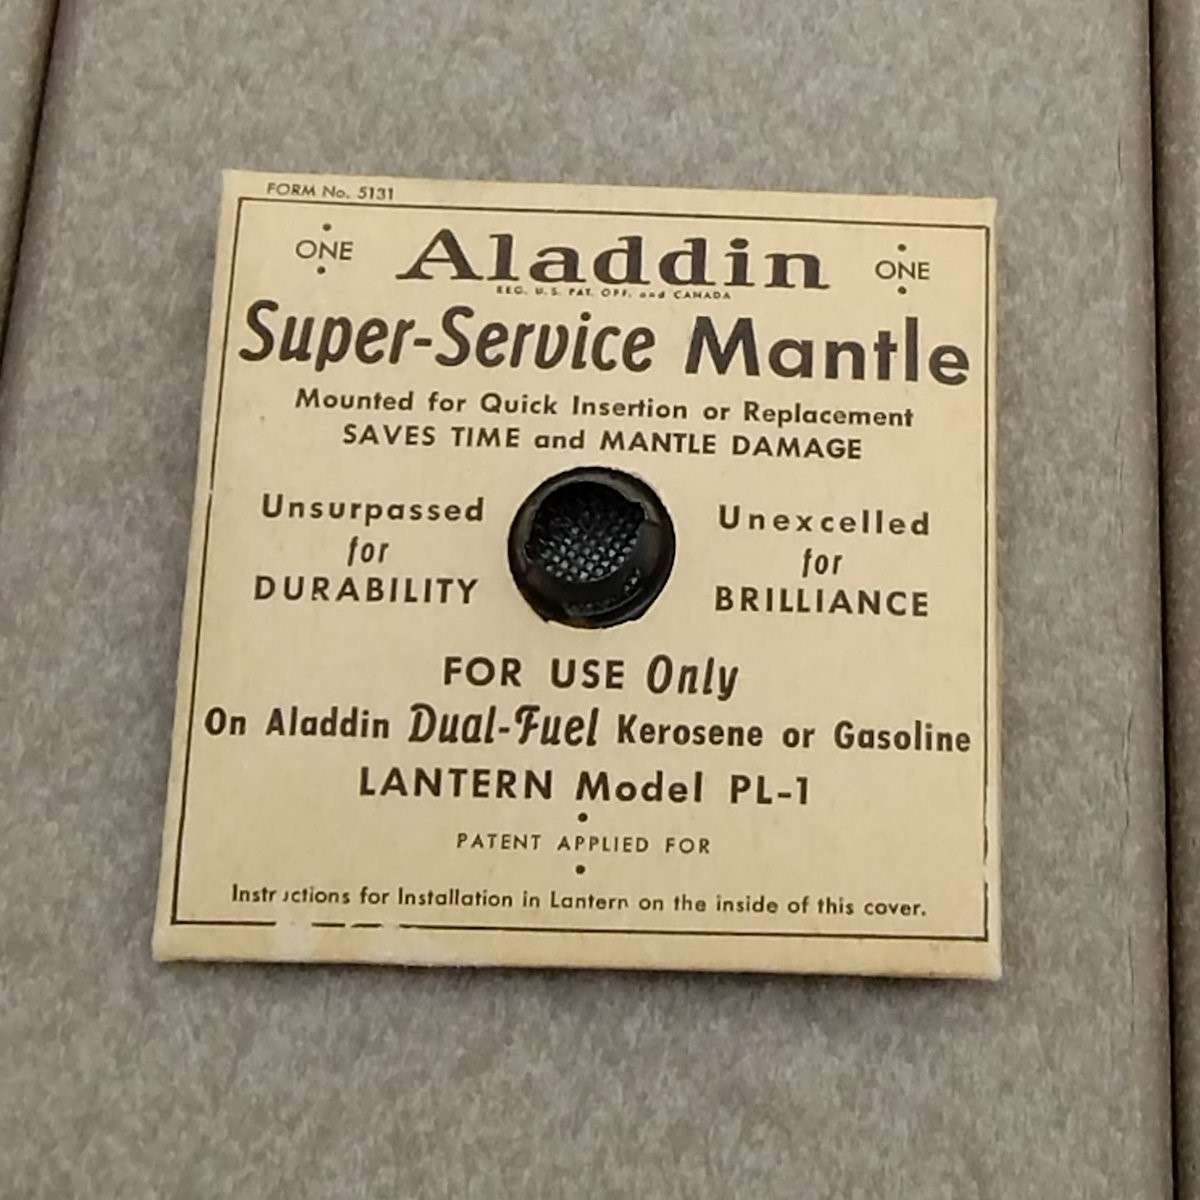 FORM No. 5131
ONE Aladdin ONE
REG. U.S. PAT. OFF. and CANADA
Super-Service Mantle
Mounted for Quick Insertion or Replacement
SAVES TIME and MANTLE DAMAGE
Unsurpassed
for
DURABILITY
Unexcelled
for
BRILLIANCE
FOR USE Only
On Aladdin Dual-Fuel Kerosene or Gasoline
LANTERN Model PL-1
PATENT APPLIED FOR
Instructions for Installation in Lantern on the inside of this cover.